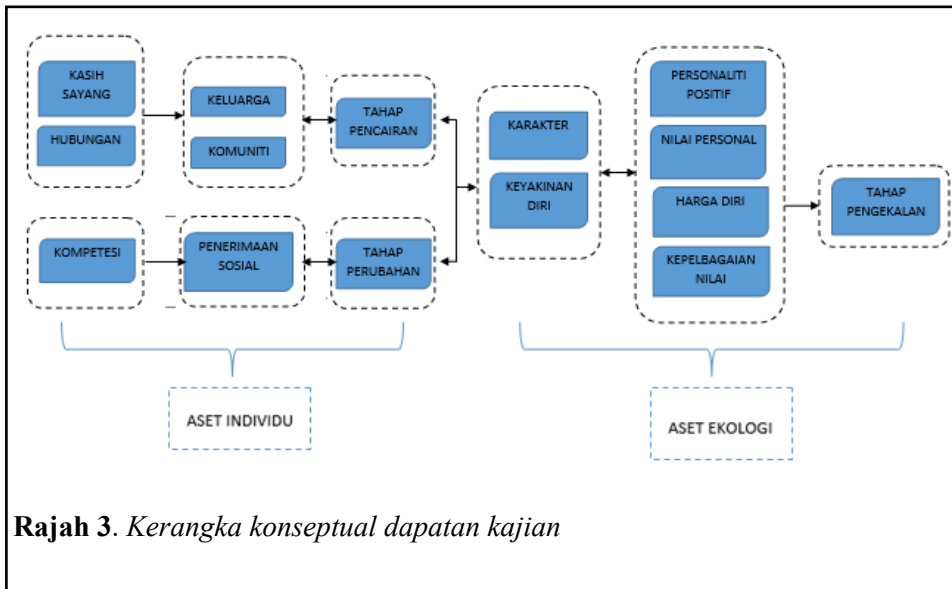 KASIH
SAYANG
HUBUNGAN
KELUARGA
KOMUNITI
TAHAP
PENCAIRAN
KOMPETESI
PENERIMAAN
SOSIAL
TAHAP
PERUBAHAN
KARAKTER
KEYAKINAN
DIRI
PERSONALITI
POSITIF
NILAI PERSONAL
HARGA DIRI
KEPELBAGAIAN
NILAI
TAHAP
PENGEKALAN
ASET INDIVIDU
ASET EKOLOGI
Rajah 3. Kerangka konseptual dapatan kajian